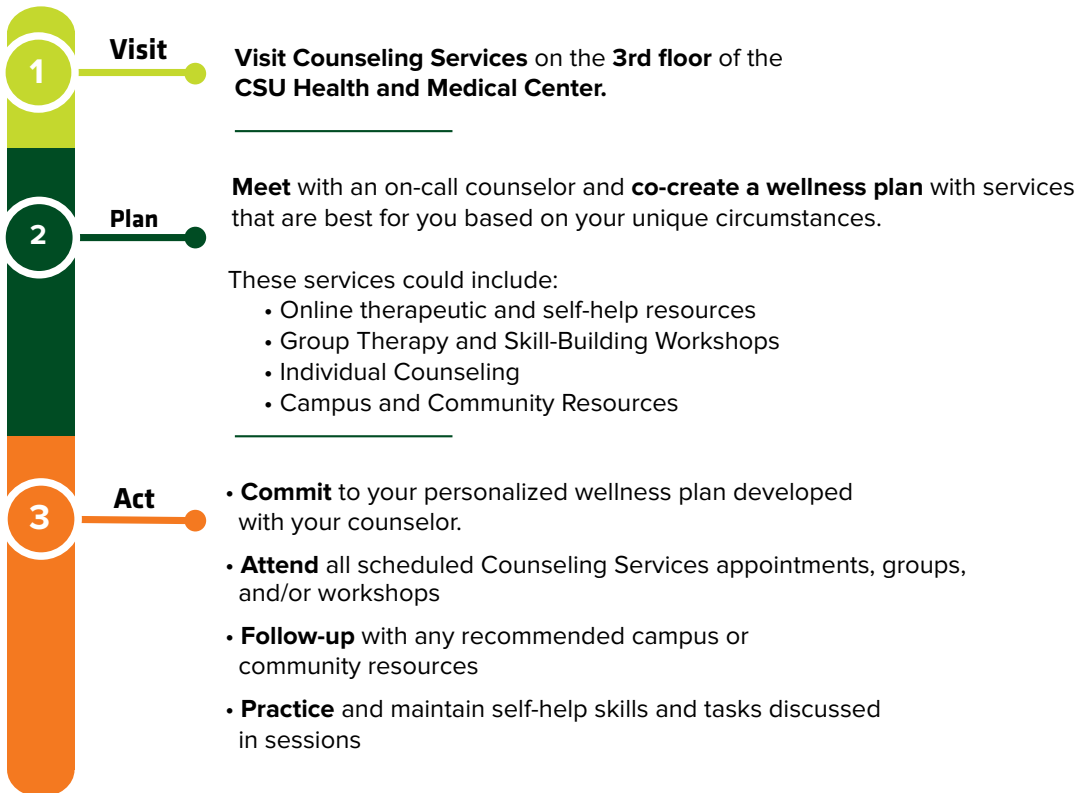 1
Visit
Visit Counseling Services on the 3rd floor of the
CSU Health and Medical Center.
2
Plan
Meet with an on-call counselor and co-create a wellness plan with services
that are best for you based on your unique circumstances.
These services could include:
• Online therapeutic and self-help resources
• Group Therapy and Skill-Building Workshops
• Individual Counseling
• Campus and Community Resources
3
Act
• Commit to your personalized wellness plan developed
with your counselor.
• Attend all scheduled Counseling Services appointments, groups,
and/or workshops
• Follow-up with any recommended campus or
community resources
• Practice and maintain self-help skills and tasks discussed
in sessions